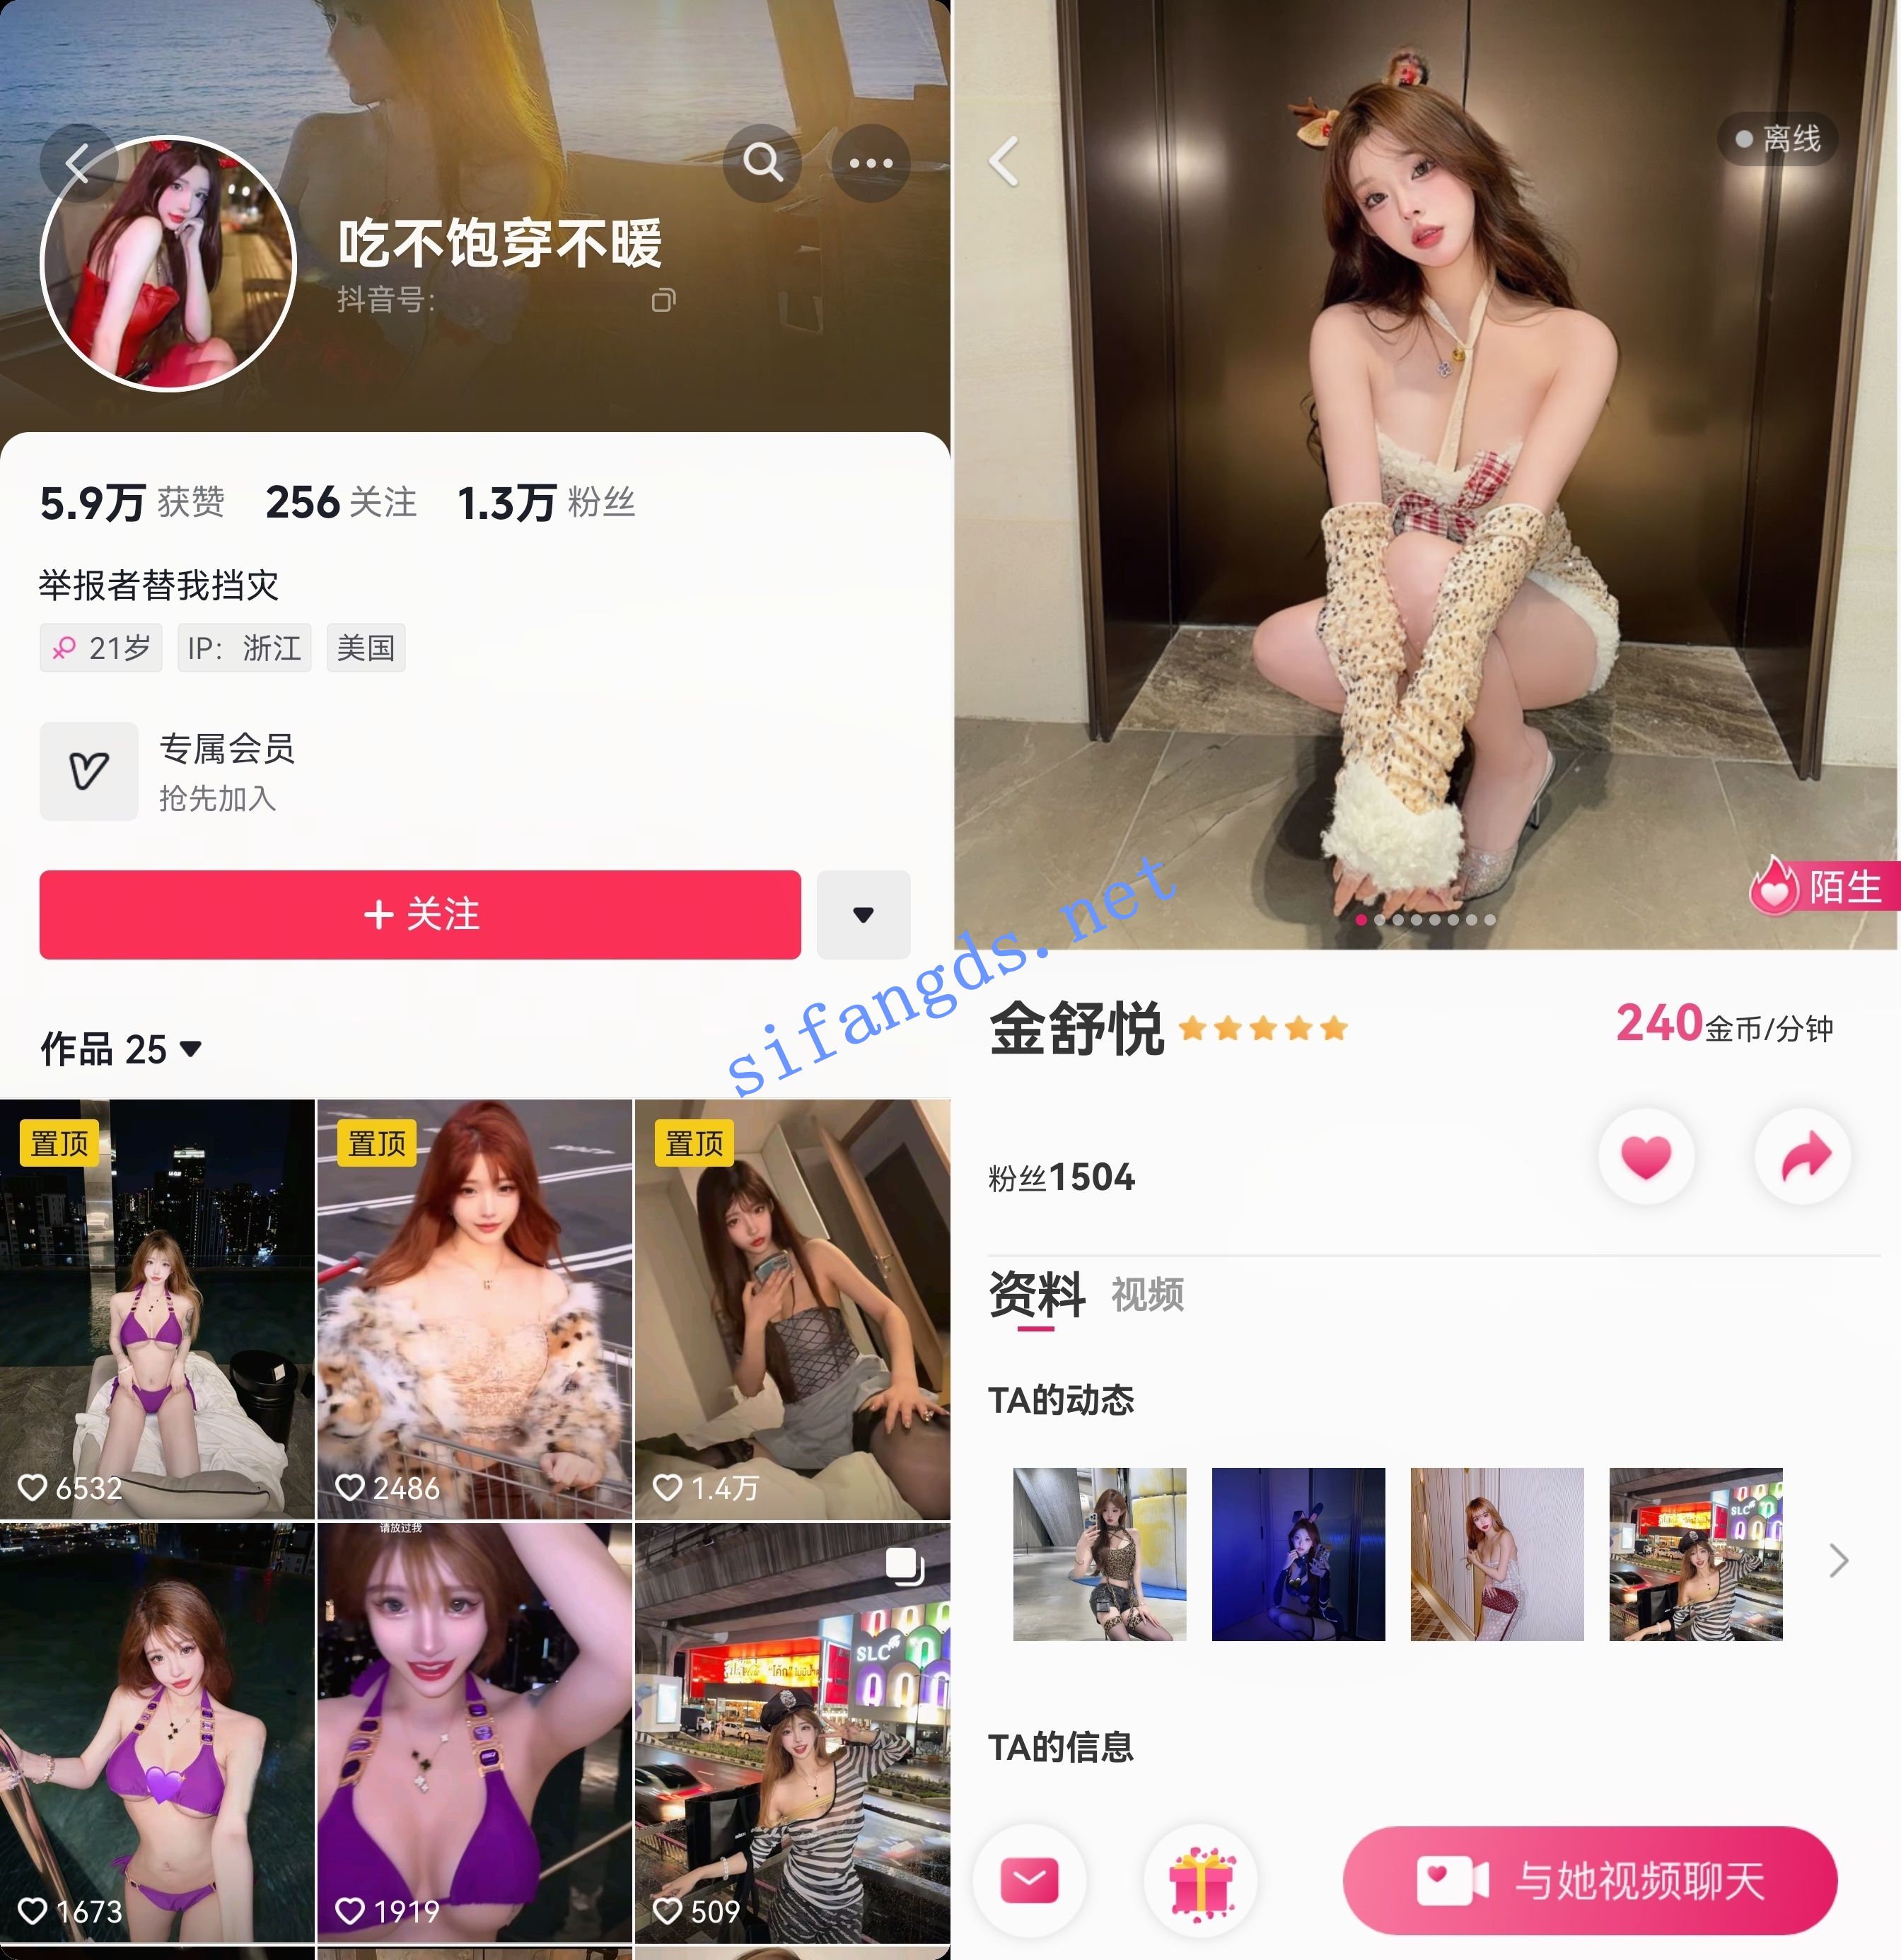 吃不饱穿不暖
抖音号:
5.9万 获赞 256 关注 1.3万 粉丝
举报者替我挡灾
21岁 IP: 浙江 美国
专属会员
抢先加入
+ 关注
作品 25
置顶
6532
置顶
2486
置顶
1.4万
1673
请放过我
1919
SLC
509
离线
陌生
金舒悦
240金币/分钟
粉丝1504
资料 视频
TA的动态
SLC
TA的信息
与她视频聊天
sifangds.net